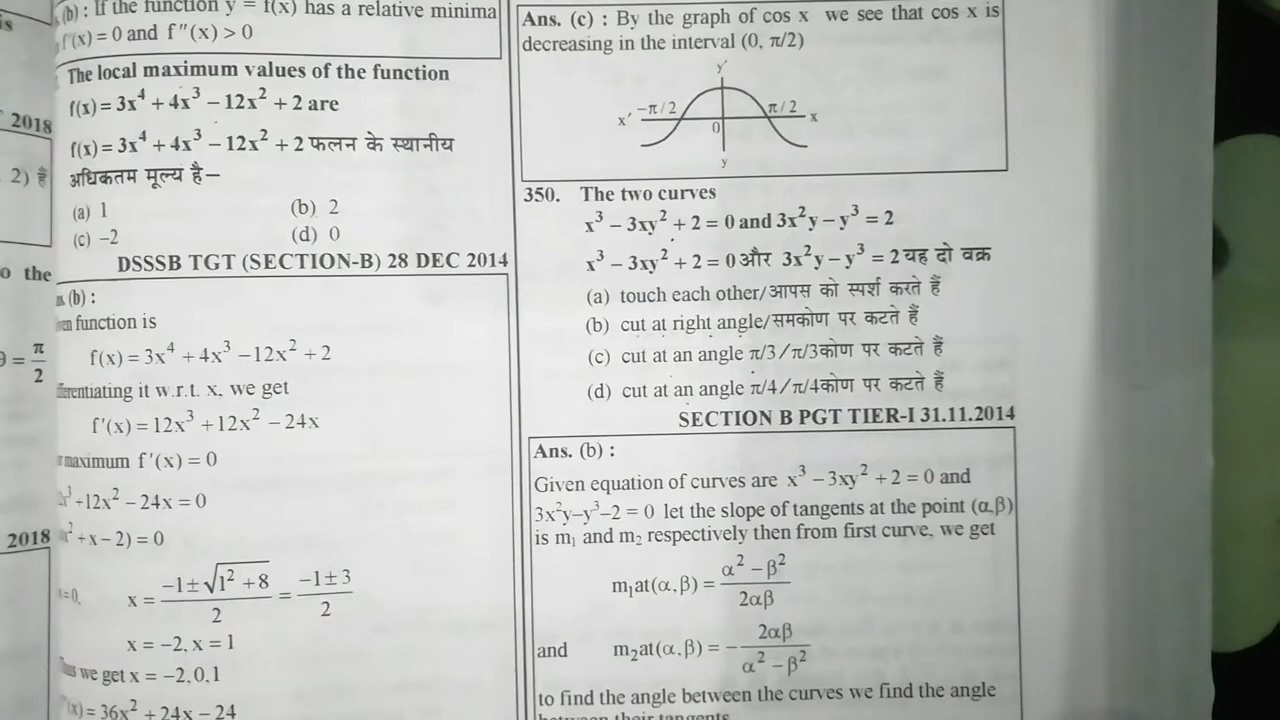 is
2018
2) है
o the
θ = π/2
2018
(b) : If the function y = f(x) has a relative minima
f'(x) = 0 and f"(x) > 0
The local maximum values of the function
f(x) = 3x⁴ + 4x³ − 12x² + 2 are
f(x) = 3x⁴ + 4x³ − 12x² + 2 फलन के स्थानीय
अधिकतम मूल्य है−
(a) 1 (b) 2
(c) −2 (d) 0
DSSSB TGT (SECTION-B) 28 DEC 2014
(b) :
function is
f(x) = 3x⁴ + 4x³ − 12x² + 2
ferentiating it w.r.t. x, we get
f'(x) = 12x³ + 12x² − 24x
maximum f'(x) = 0
x³ + 12x² − 24x = 0
+ x − 2) = 0
x = (−1 ± √(1² + 8))/2 = (−1 ± 3)/2
x = −2, x = 1
we get x = −2, 0, 1
(x) = 36x² + 24x − 24
Ans. (c) : By the graph of cos x we see that cos x is
decreasing in the interval (0, π/2)
y'
x' −π/2 0 π/2 x
y
350. The two curves
x³ − 3xy² + 2 = 0 and 3x²y − y³ = 2
x³ − 3xy² + 2 = 0 और 3x²y − y³ = 2 यह दो वक्र
(a) touch each other/आपस को स्पर्श करते हैं
(b) cut at right angle/समकोण पर कटते हैं
(c) cut at an angle π/3 /π/3कोण पर कटते हैं
(d) cut at an angle π/4/π/4कोण पर कटते हैं
SECTION B PGT TIER-I 31.11.2014
Ans. (b) :
Given equation of curves are x³ − 3xy² + 2 = 0 and
3x²y−y³−2 = 0 let the slope of tangents at the point (α,β)
is m₁ and m₂ respectively then from first curve, we get
m₁at(α,β) = (α² − β²)/2αβ
and m₂at(α.β) = − 2αβ/(α² − β²)
to find the angle between the curves we find the angle
between their tangents